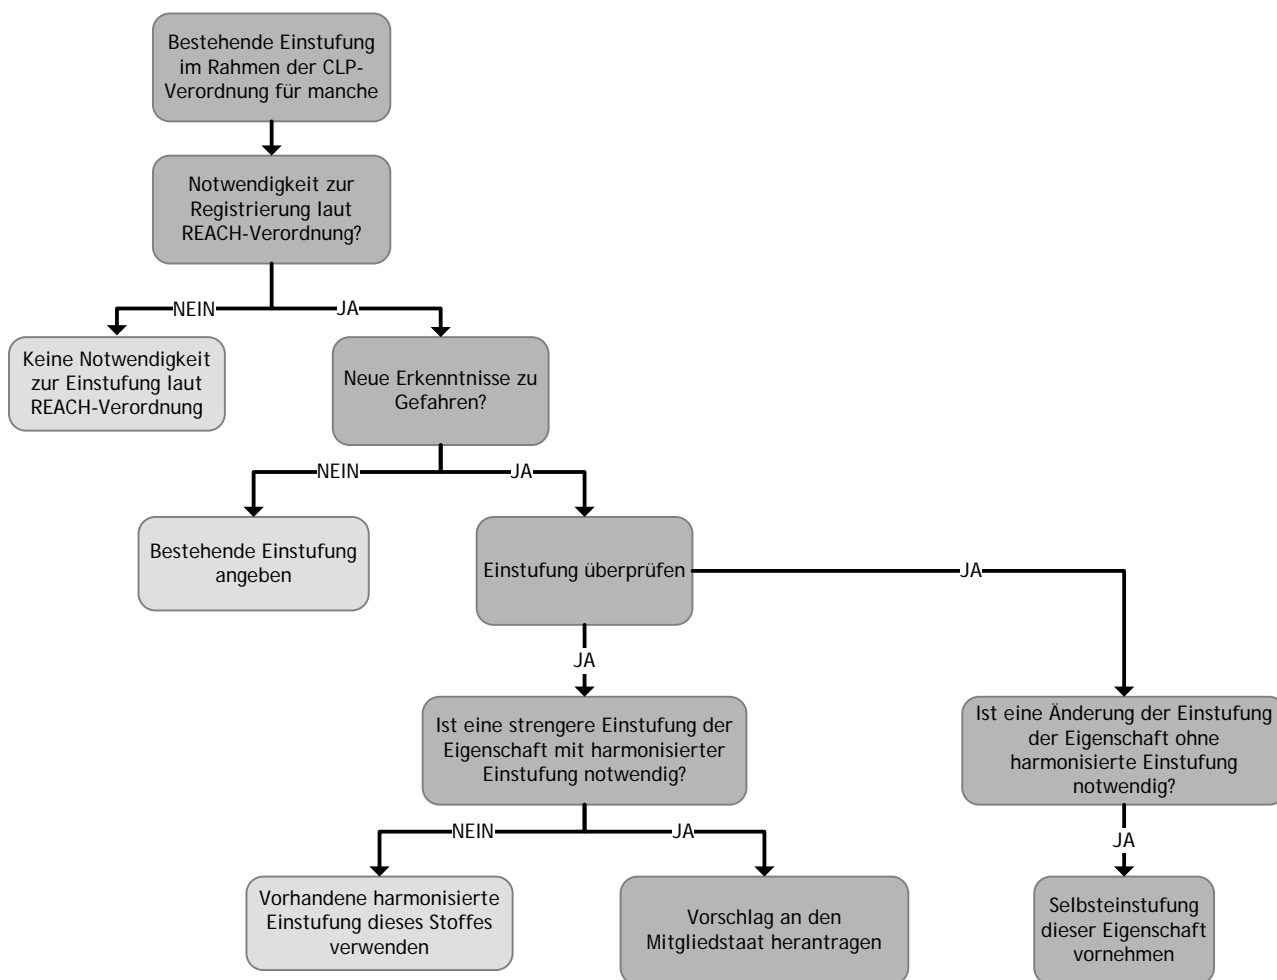 Bestehende Einstufung
im Rahmen der CLP-
Verordnung für manche
Notwendigkeit zur
Registrierung laut
REACH-Verordnung?
NEIN
JA
Keine Notwendigkeit
zur Einstufung laut
REACH-Verordnung
Neue Erkenntnisse zu
Gefahren?
NEIN
JA
Bestehende Einstufung
angeben
Einstufung überprüfen
JA
JA
Ist eine strengere Einstufung der
Eigenschaft mit harmonisierter
Einstufung notwendig?
Ist eine Änderung der Einstufung
der Eigenschaft ohne
harmonisierte Einstufung
notwendig?
NEIN
JA
JA
Vorhandene harmonisierte
Einstufung dieses Stoffes
verwenden
Vorschlag an den
Mitgliedstaat herantragen
Selbsteinstufung
dieser Eigenschaft
vornehmen